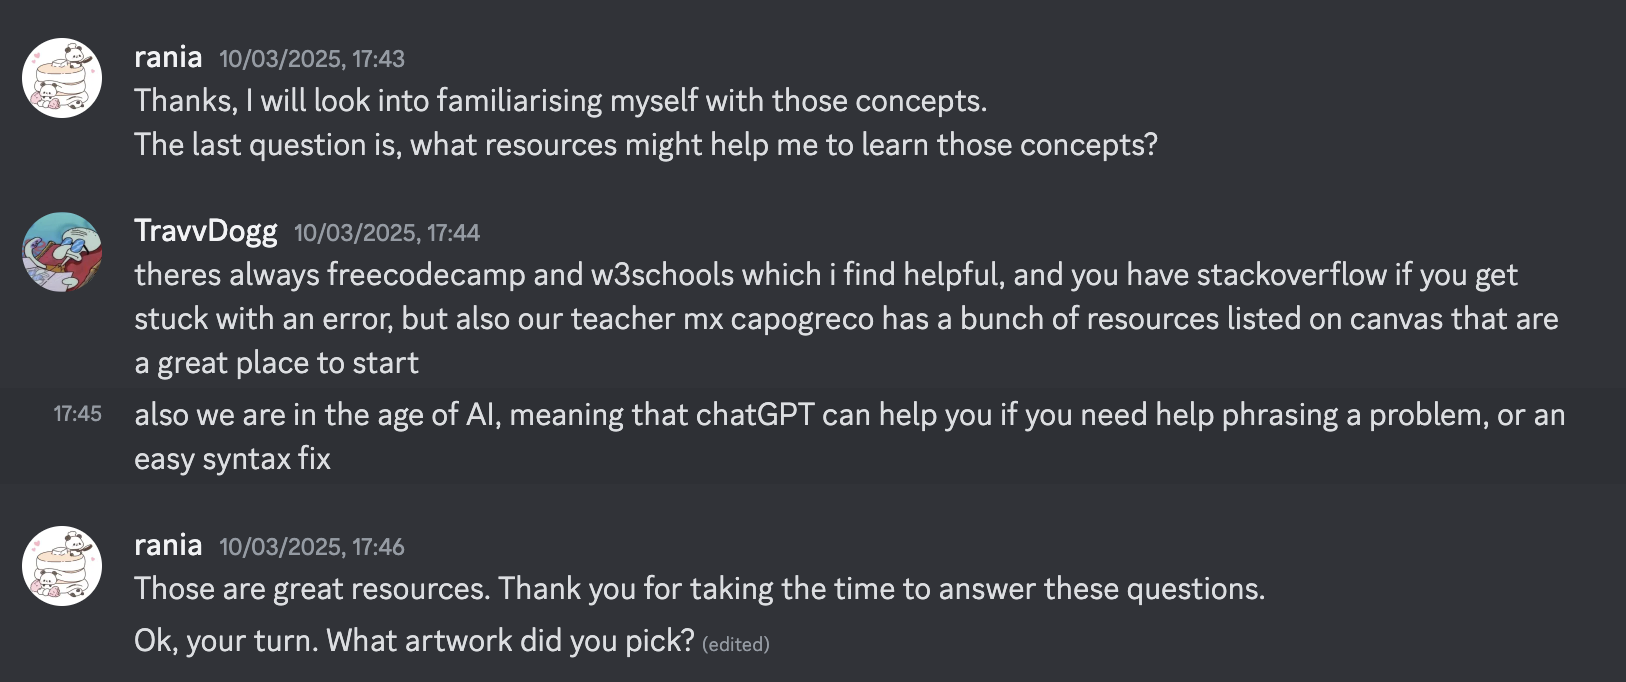 rania 10/03/2025, 17:43
Thanks, I will look into familiarising myself with those concepts.
The last question is, what resources might help me to learn those concepts?
TravvDogg 10/03/2025, 17:44
theres always freecodecamp and w3schools which i find helpful, and you have stackoverflow if you get
stuck with an error, but also our teacher mx capogreco has a bunch of resources listed on canvas that are
a great place to start
17:45 also we are in the age of AI, meaning that chatGPT can help you if you need help phrasing a problem, or an
easy syntax fix
rania 10/03/2025, 17:46
Those are great resources. Thank you for taking the time to answer these questions.
Ok, your turn. What artwork did you pick? (edited)